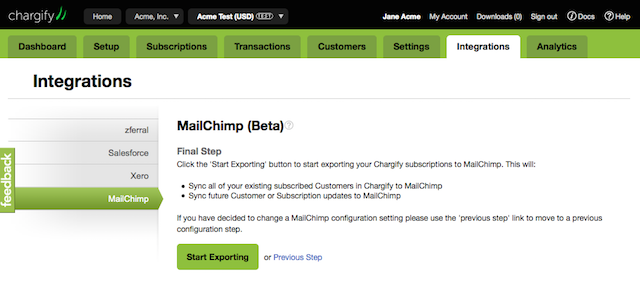 chargify Home Acme, Inc. ▼ Acme Test (USD) TEST ▼ Jane Acme My Account Downloads (0) Sign out Docs Help
Dashboard Setup Subscriptions Transactions Customers Settings Integrations Analytics
Integrations
zferral
Salesforce
Xero
MailChimp
feedback
MailChimp (Beta)
Final Step
Click the 'Start Exporting' button to start exporting your Chargify subscriptions to MailChimp. This will:
• Sync all of your existing subscribed Customers in Chargify to MailChimp
• Sync future Customer or Subscription updates to MailChimp
If you have decided to change a MailChimp configuration setting please use the 'previous step' link to move to a previous
configuration step.
Start Exporting or Previous Step